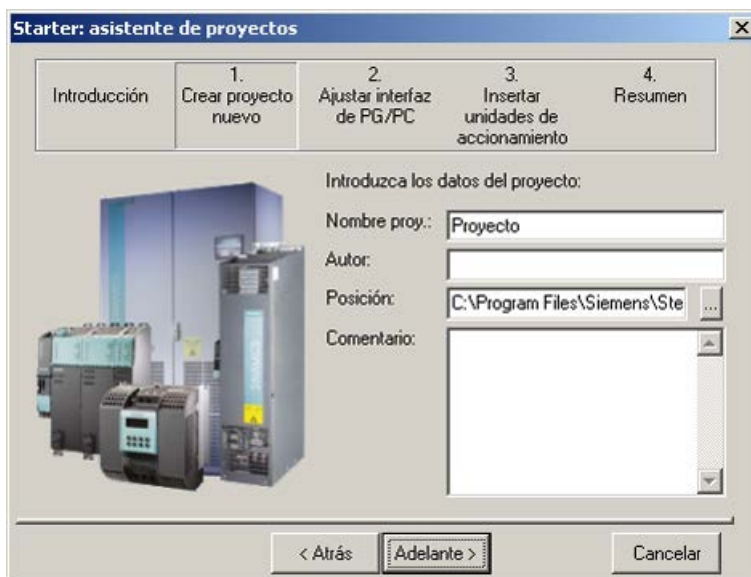 Starter: asistente de proyectos
Introducción
1.
Crear proyecto
nuevo
2.
Ajustar interfaz
de PG/PC
3.
Insertar
unidades de
accionamiento
4.
Resumen
Introduzca los datos del proyecto:
Nombre proy.: Proyecto
Autor:
Posición: C:\Program Files\Siemens\Ste ...
Comentario:
SINAMICS
< Atrás Adelante > Cancelar